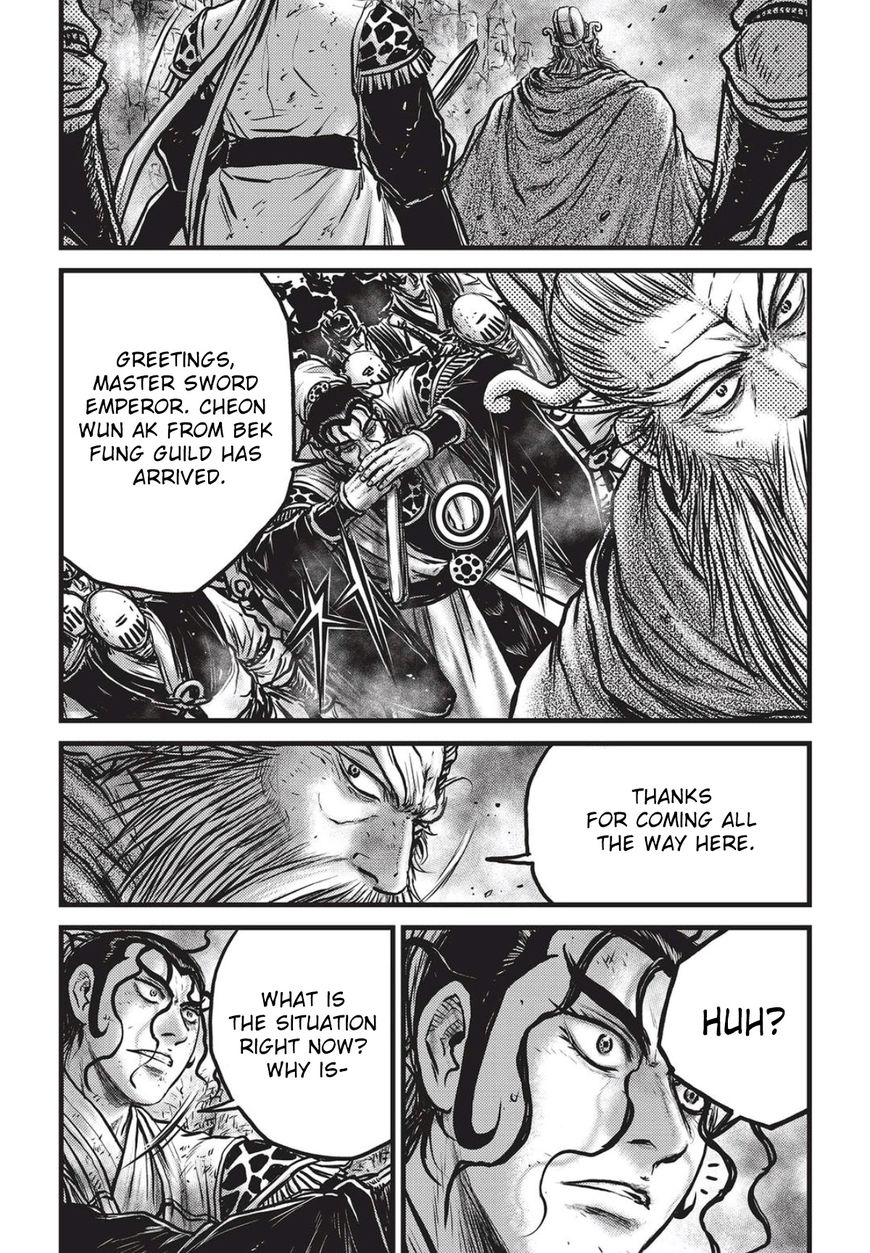 GREETINGS,
MASTER SWORD
EMPEROR. CHEON
WUN AK FROM BEK
FUNG GUILD HAS
ARRIVED.
THANKS
FOR COMING ALL
THE WAY HERE.
WHAT IS
THE SITUATION
RIGHT NOW?
WHY IS-
HUH?